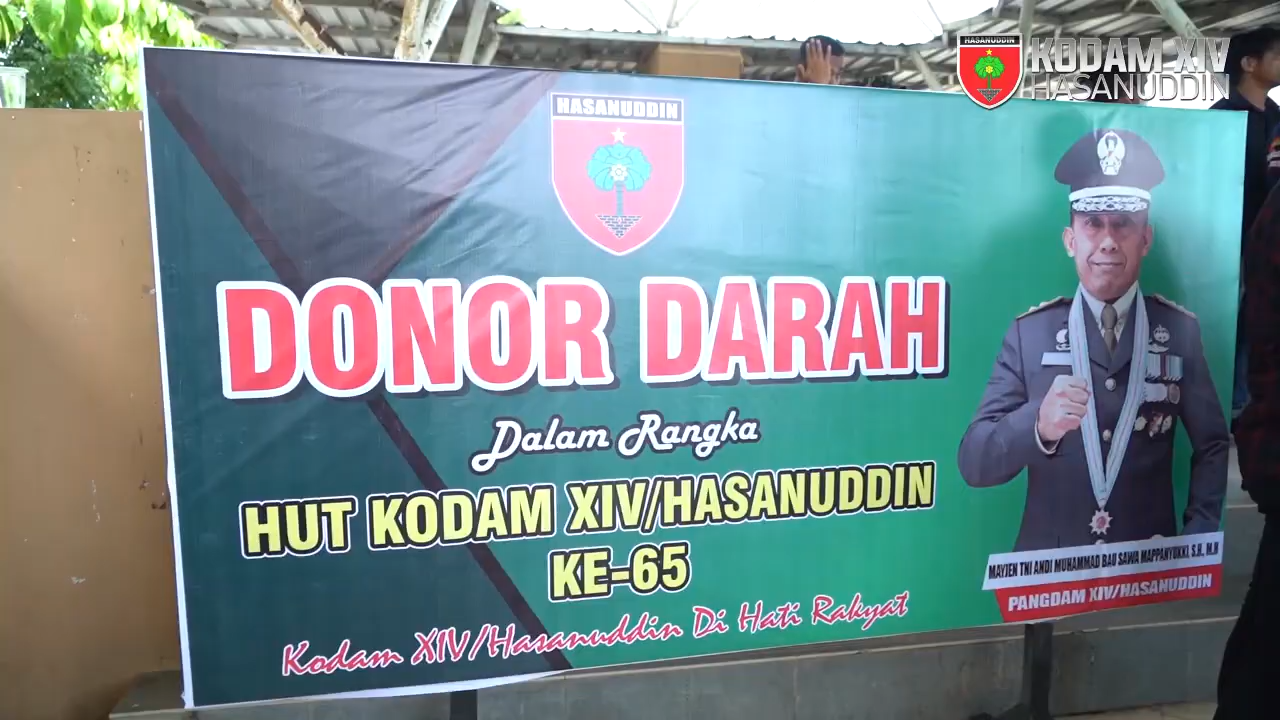 HASANUDDIN
KODAM XIV
HASANUDDIN
HASANUDDIN
DONOR DARAH
Dalam Rangka
HUT KODAM XIV/HASANUDDIN
KE-65
Kodam XIV/Hasanuddin Di Hati Rakyat
MAYJEN TNI ANDI MUHAMMAD BAU SAWA MAPPANYUKKI, S.H., M.H
PANGDAM XIV/HASANUDDIN